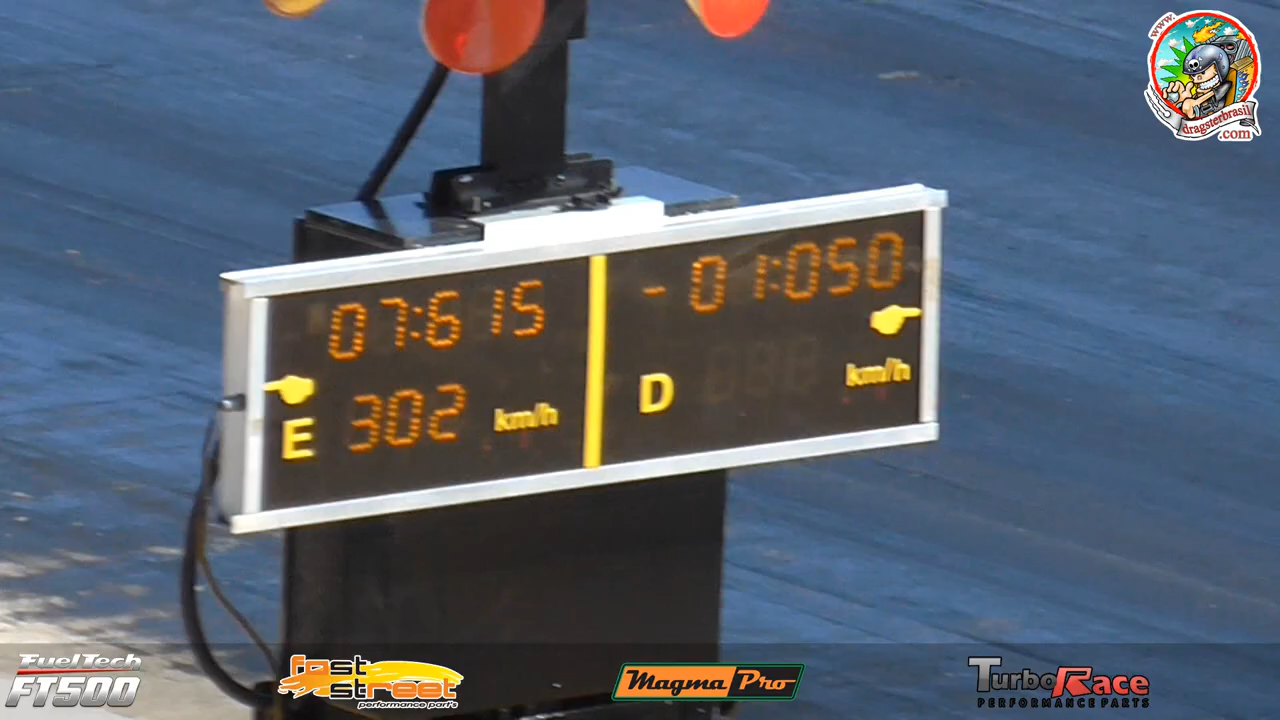 www.
dragsterbrasil
.com
07:615
- 01:050
E 302 km/h
D km/h
FuelTech
FT500
fast
street
performance part's
Magma Pro
TurboRace
PERFORMANCE PARTS